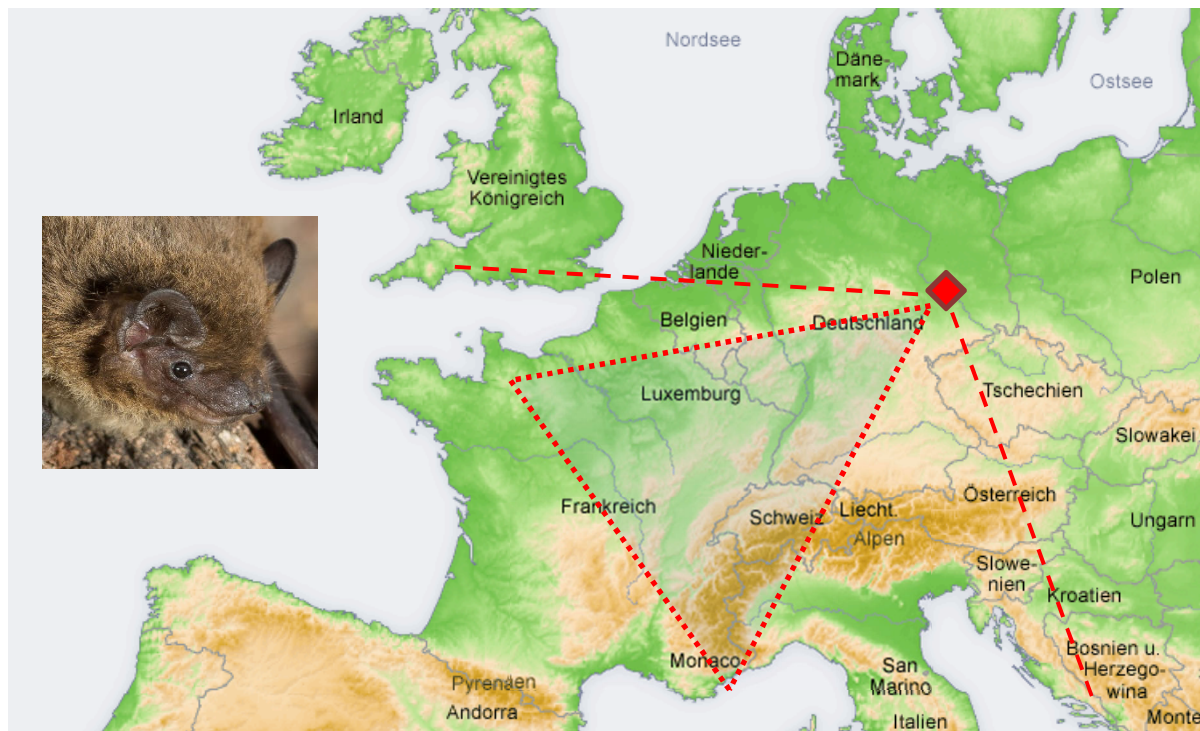 Nordsee
Däne-
mark
Ostsee
Irland
Vereinigtes
Königreich
Nieder-
lande
Polen
Belgien
Deutschland
Luxemburg
Tschechien
Slowakei
Frankreich
Schweiz
Liecht.
Österreich
Alpen
Ungarn
Slowe-
nien
Kroatien
Monaco
Bosnien u.
Herzego-
wina
San
Marino
Pyrenäen
Andorra
Italien
Monte